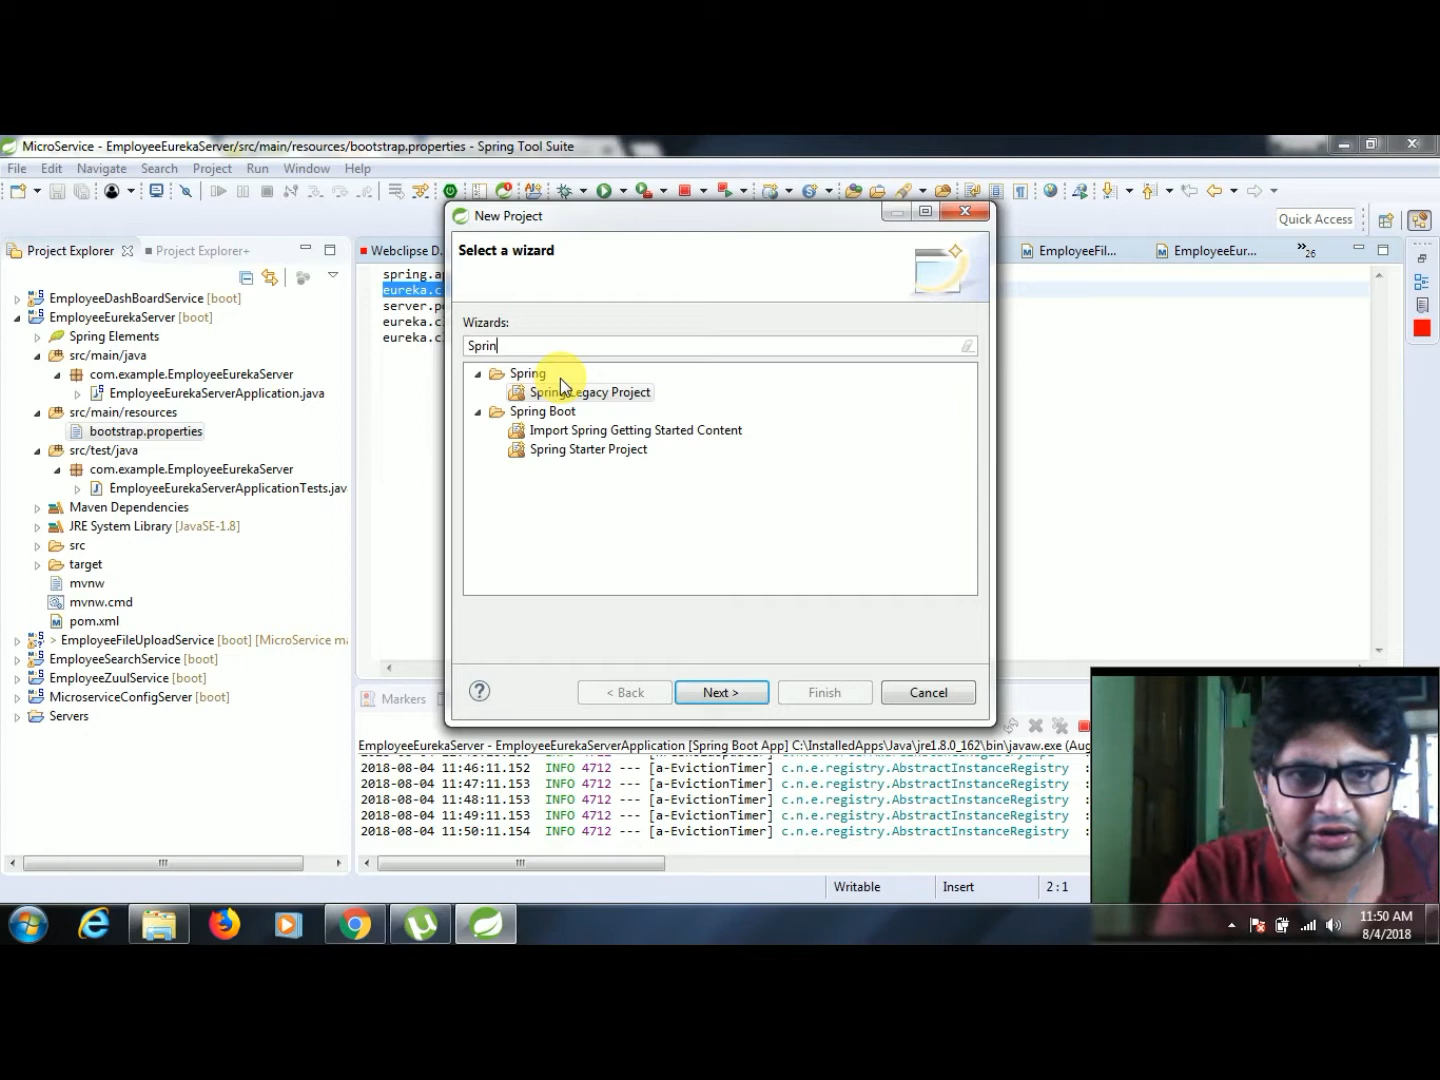 MicroService - EmployeeEurekaServer/src/main/resources/bootstrap.properties - Spring Tool Suite
File Edit Navigate Search Project Run Window Help
Quick Access
New Project
Select a wizard
Wizards:
Sprin
Spring
Spring Legacy Project
Spring Boot
Import Spring Getting Started Content
Spring Starter Project
< Back Next > Finish Cancel
Project Explorer Project Explorer+
EmployeeDashBoardService [boot]
EmployeeEurekaServer [boot]
Spring Elements
src/main/java
com.example.EmployeeEurekaServer
EmployeeEurekaServerApplication.java
src/main/resources
bootstrap.properties
src/test/java
com.example.EmployeeEurekaServer
EmployeeEurekaServerApplicationTests.jav
Maven Dependencies
JRE System Library [JavaSE-1.8]
src
target
mvnw
mvnw.cmd
pom.xml
> EmployeeFileUploadService [boot] [MicroService ma
EmployeeSearchService [boot]
EmployeeZuulService [boot]
MicroserviceConfigServer [boot]
Servers
Webclipse D. EmployeeFil... EmployeeEur... »26
spring.a
eureka.c
server.p
eureka.c
eureka.c
Markers
EmployeeEurekaServer - EmployeeEurekaServerApplication [Spring Boot App] C:\InstalledApps\Java\jre1.8.0_162\bin\javaw.exe (Aug
2018-08-04 11:46:11.152 INFO 4712 --- [a-EvictionTimer] c.n.e.registry.AbstractInstanceRegistry :
2018-08-04 11:47:11.153 INFO 4712 --- [a-EvictionTimer] c.n.e.registry.AbstractInstanceRegistry :
2018-08-04 11:48:11.153 INFO 4712 --- [a-EvictionTimer] c.n.e.registry.AbstractInstanceRegistry :
2018-08-04 11:49:11.153 INFO 4712 --- [a-EvictionTimer] c.n.e.registry.AbstractInstanceRegistry :
2018-08-04 11:50:11.154 INFO 4712 --- [a-EvictionTimer] c.n.e.registry.AbstractInstanceRegistry :
Writable Insert 2:1
11:50 AM
8/4/2018